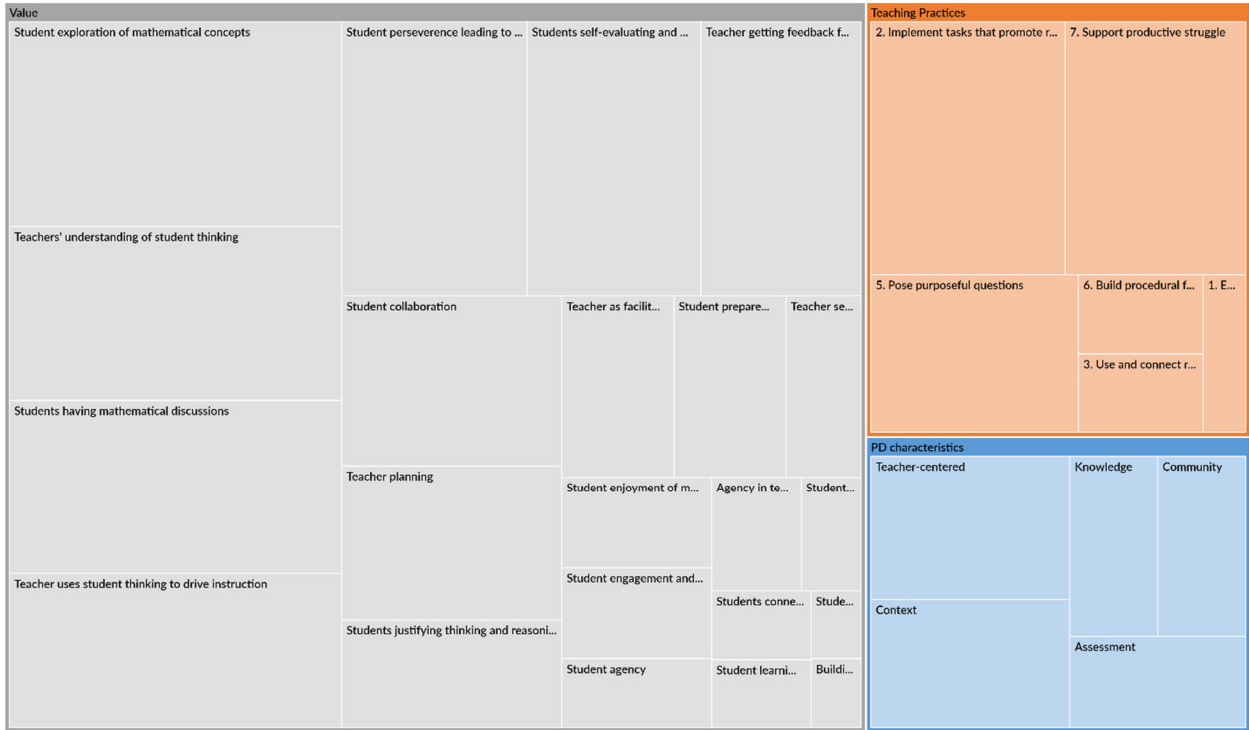 Value
Student exploration of mathematical concepts
Student perseverence leading to ...
Students self-evaluating and ...
Teacher getting feedback f...
Teachers' understanding of student thinking
Students having mathematical discussions
Teacher uses student thinking to drive instruction
Student collaboration
Teacher as facilit...
Student prepare...
Teacher se...
Teacher planning
Student enjoyment of m...
Agency in te...
Student...
Student engagement and...
Students conne...
Stude...
Students justifying thinking and reasoni...
Student agency
Student learni...
Buildi...
Teaching Practices
2. Implement tasks that promote r...
7. Support productive struggle
5. Pose purposeful questions
6. Build procedural f...
1. E...
3. Use and connect r...
PD characteristics
Teacher-centered
Knowledge
Community
Context
Assessment